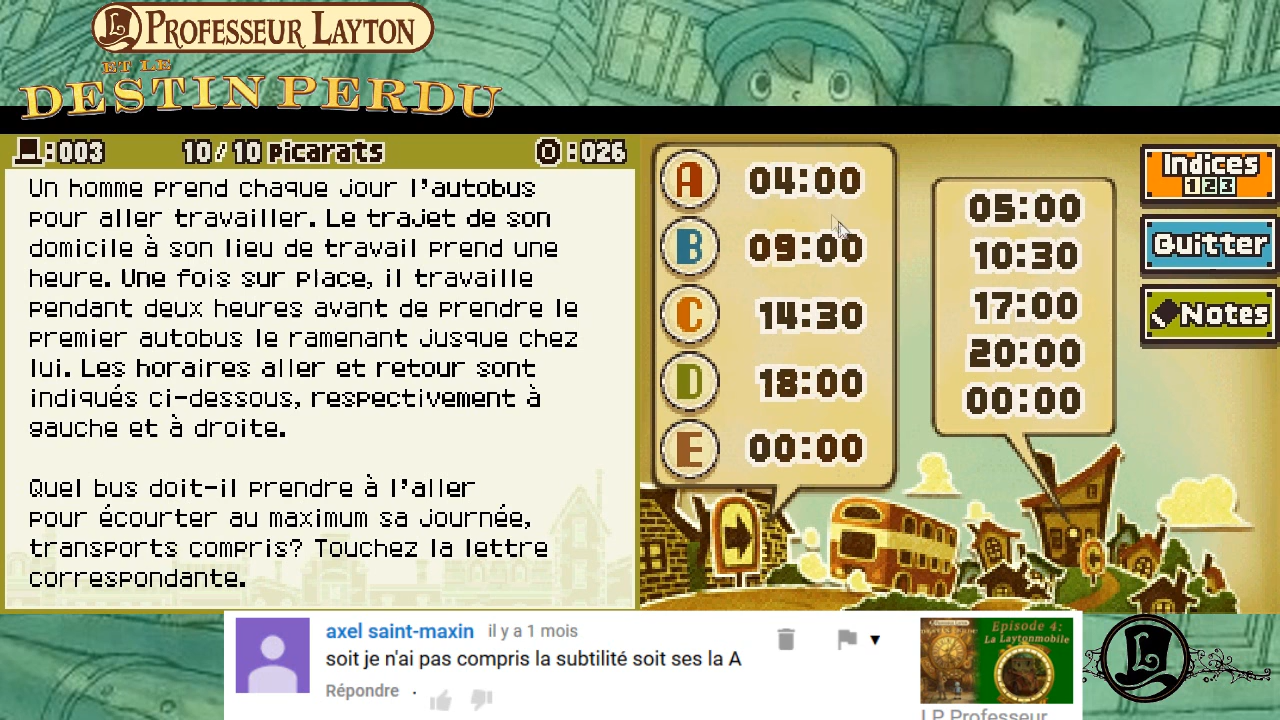 PROFESSEUR LAYTON
ET LE
DESTIN PERDU
:003 10/10 picarats :026
Un homme prend chaque jour l'autobus
pour aller travailler. Le trajet de son
domicile à son lieu de travail prend une
heure. Une fois sur place, il travaille
pendant deux heures avant de prendre le
premier autobus le ramenant jusque chez
lui. Les horaires aller et retour sont
indiqués ci-dessous, respectivement à
gauche et à droite.
Quel bus doit-il prendre à l'aller
pour écourter au maximum sa journée,
transports compris? Touchez la lettre
correspondante.
A 04:00
B 09:00
C 14:30
D 18:00
E 00:00
05:00
10:30
17:00
20:00
00:00
Indices
123
Quitter
Notes
axel saint-maxin il y a 1 mois
soit je n'ai pas compris la subtilité soit ses la A
Répondre ·
Episode 4:
La Laytonmobile
LP Professeur
L